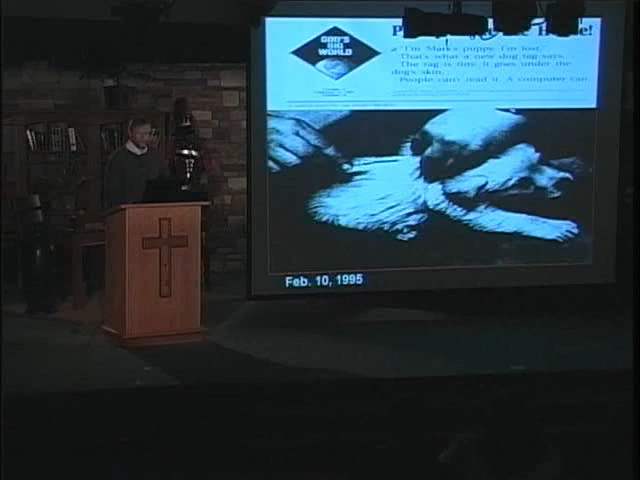 GOD'S
BIG
WORLD
"I'm Mark's puppy. I'm lost."
That's what a new dog tag says.
The tag is tiny. It goes under the
dog's skin.
People can't read it. A computer can.
Feb. 10, 1995